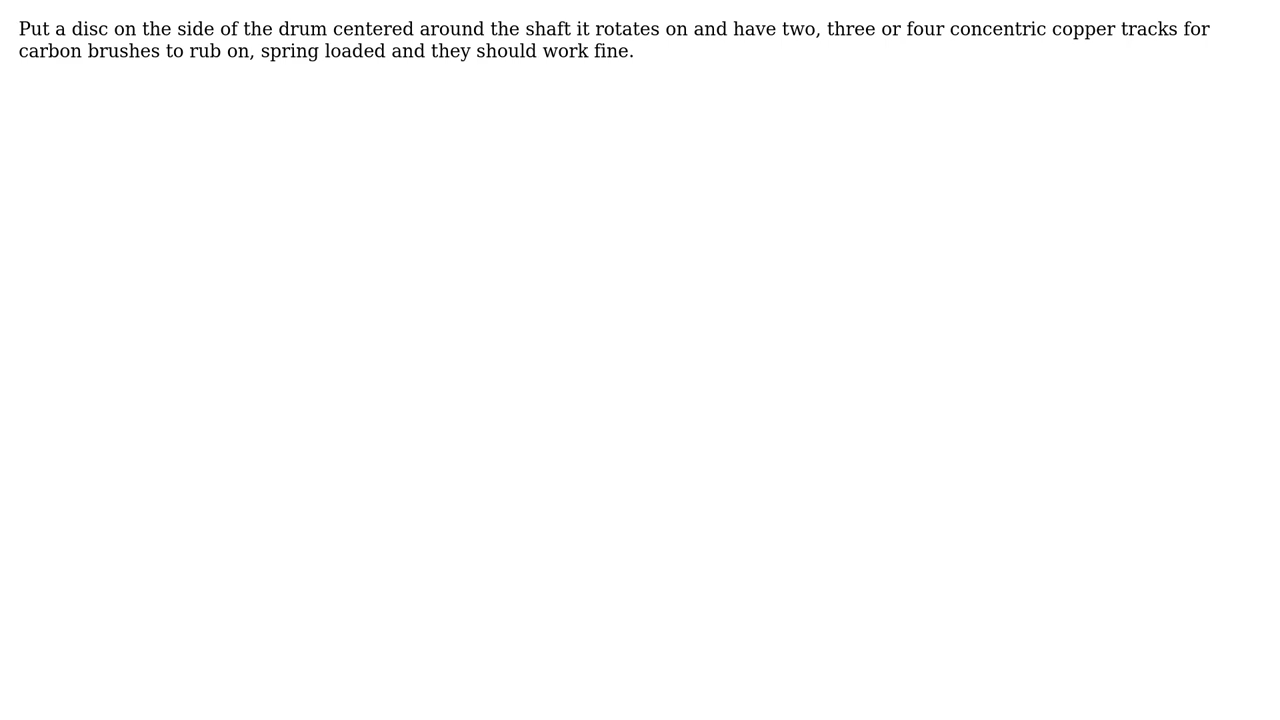 Put a disc on the side of the drum centered around the shaft it rotates on and have two, three or four concentric copper tracks for
carbon brushes to rub on, spring loaded and they should work fine.